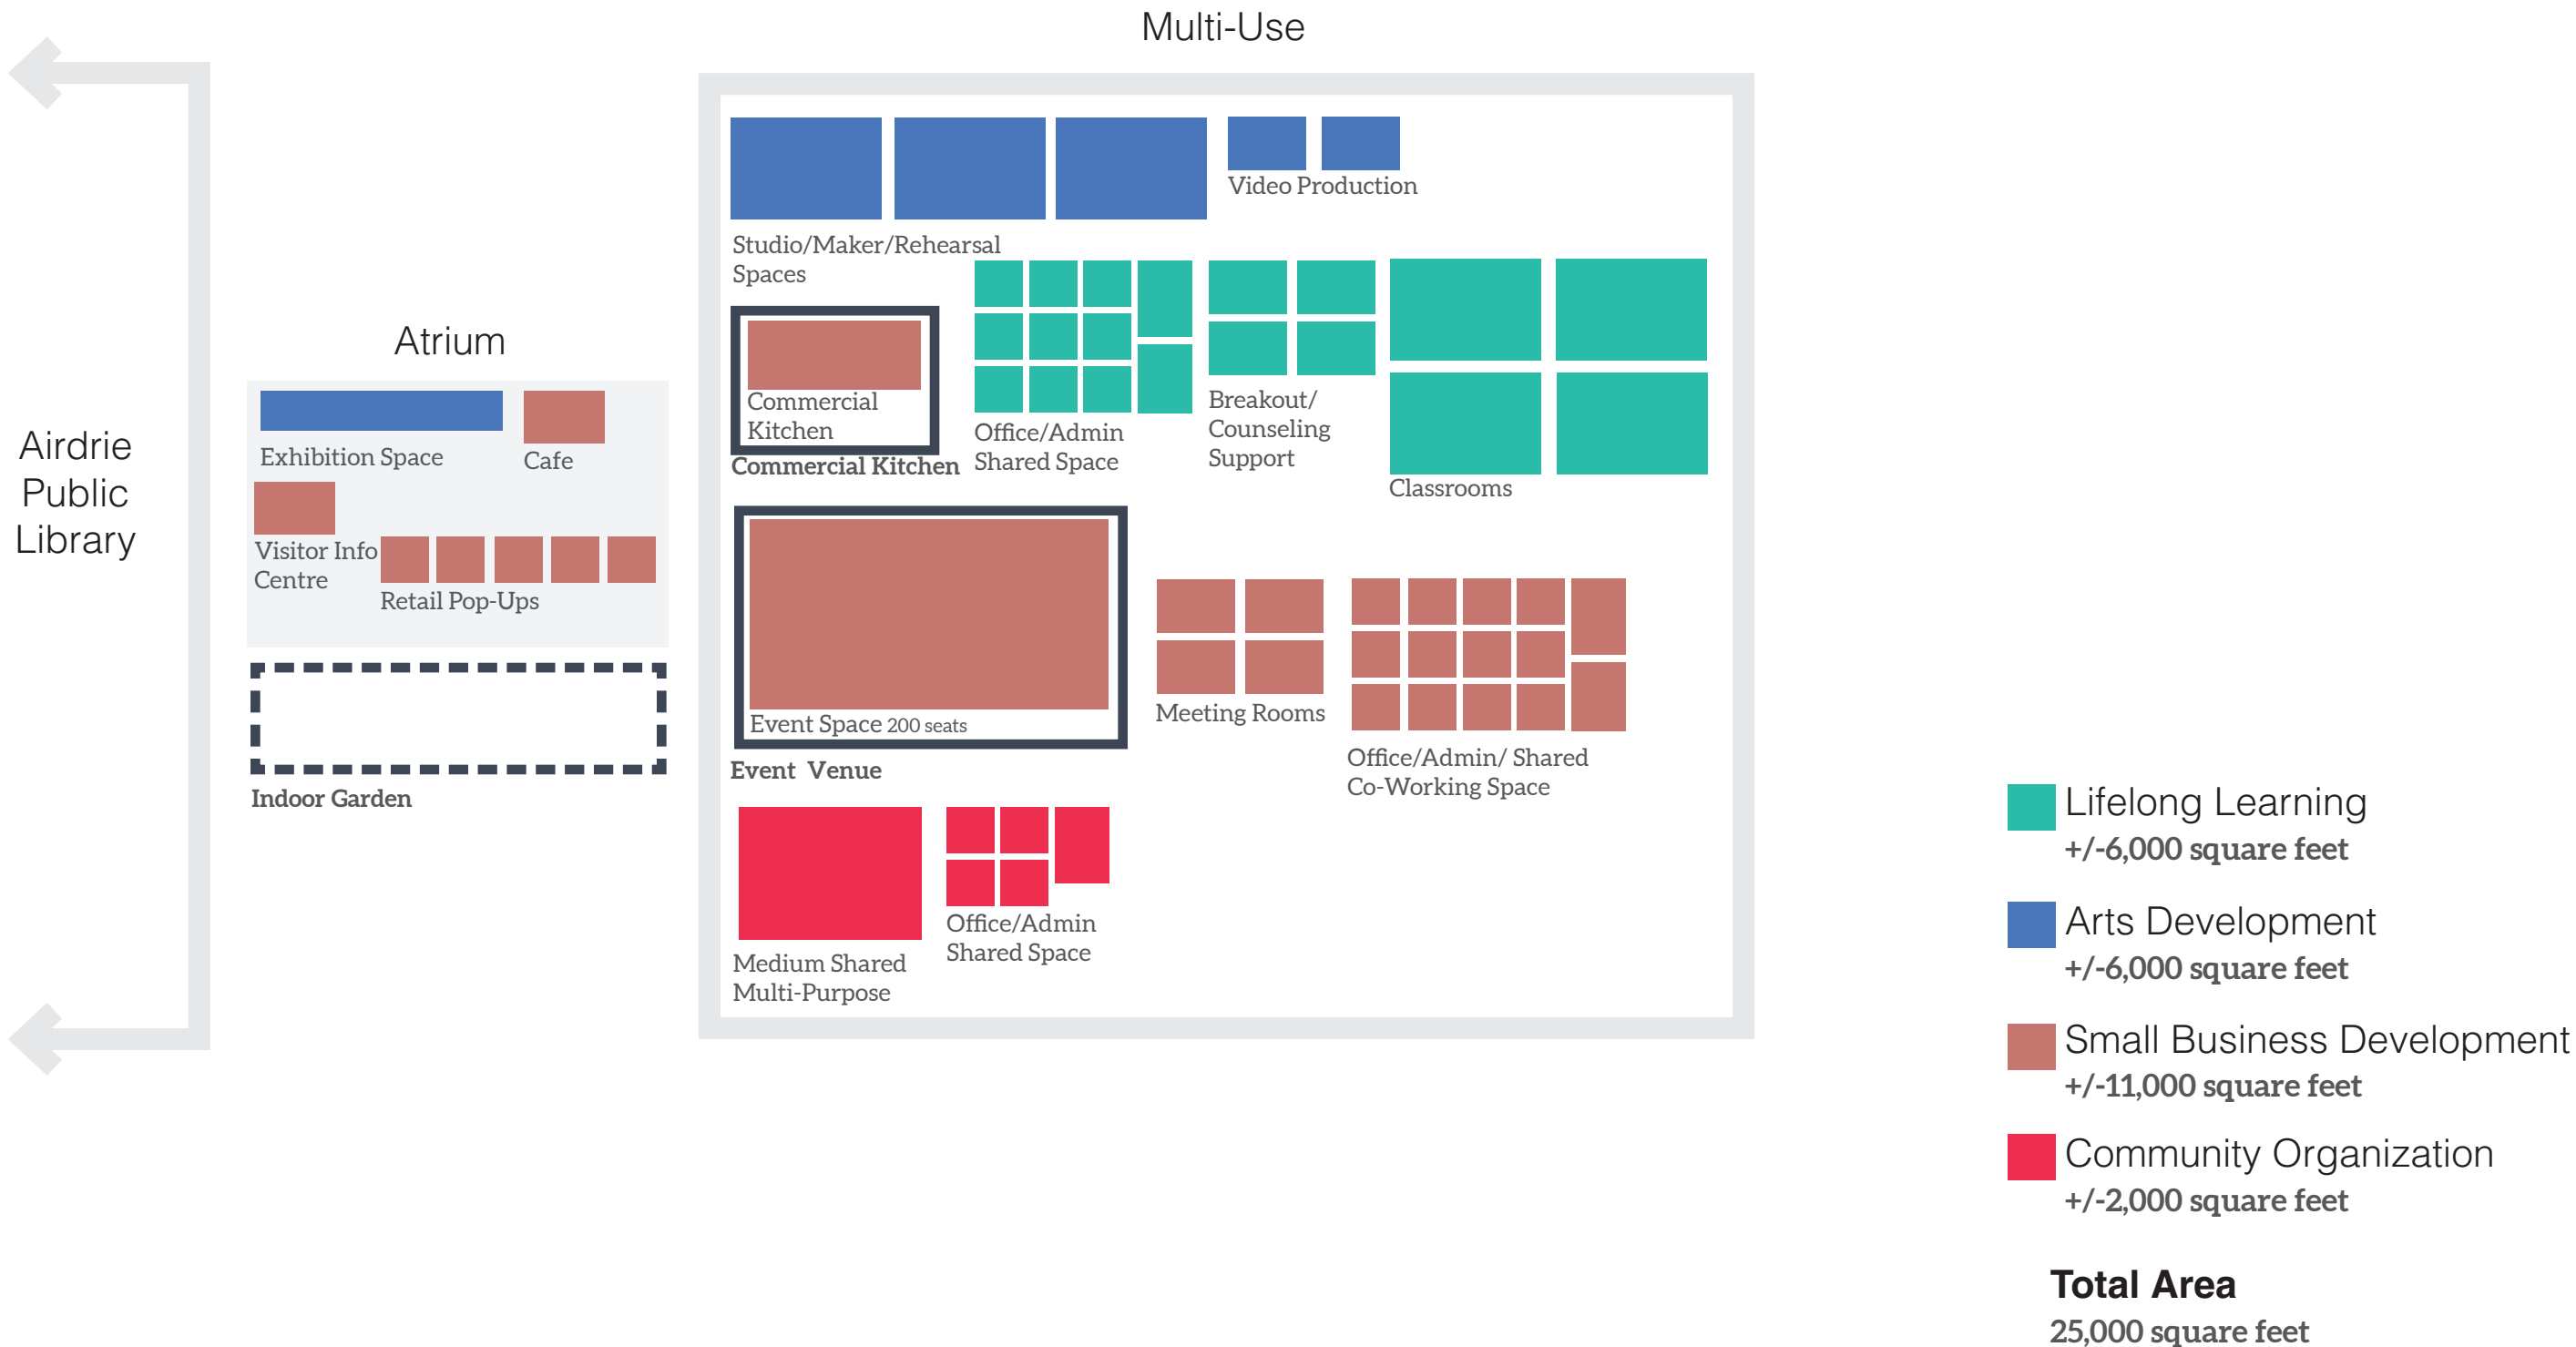 Multi-Use
Airdrie
Public
Library
Atrium
Exhibition Space
Cafe
Visitor Info
Centre
Retail Pop-Ups
Indoor Garden
Studio/Maker/Rehearsal
Spaces
Video Production
Commercial
Kitchen
Commercial Kitchen
Office/Admin
Shared Space
Breakout/
Counseling
Support
Classrooms
Event Space 200 seats
Event Venue
Meeting Rooms
Office/Admin/ Shared
Co-Working Space
Medium Shared
Multi-Purpose
Office/Admin
Shared Space
Lifelong Learning
+/-6,000 square feet
Arts Development
+/-6,000 square feet
Small Business Development
+/-11,000 square feet
Community Organization
+/-2,000 square feet
Total Area
25,000 square feet